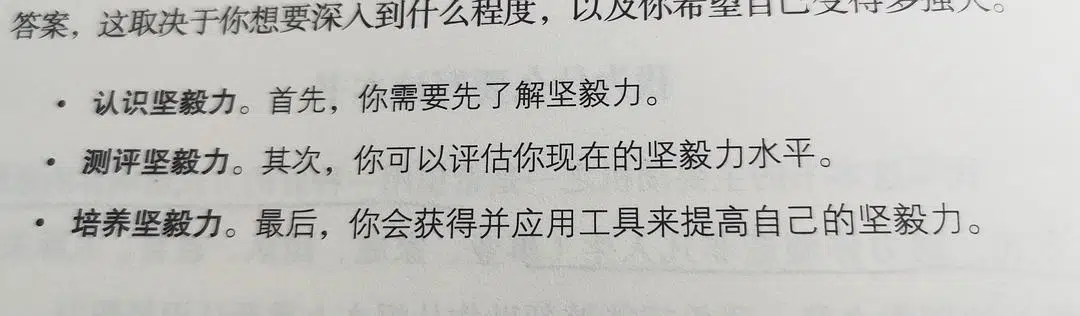 答案，这取决于你想要深入到什么程度，以及你希望自己变得多强大。
• 认识坚毅力。首先，你需要先了解坚毅力。
• 测评坚毅力。其次，你可以评估你现在的坚毅力水平。
• 培养坚毅力。最后，你会获得并应用工具来提高自己的坚毅力。